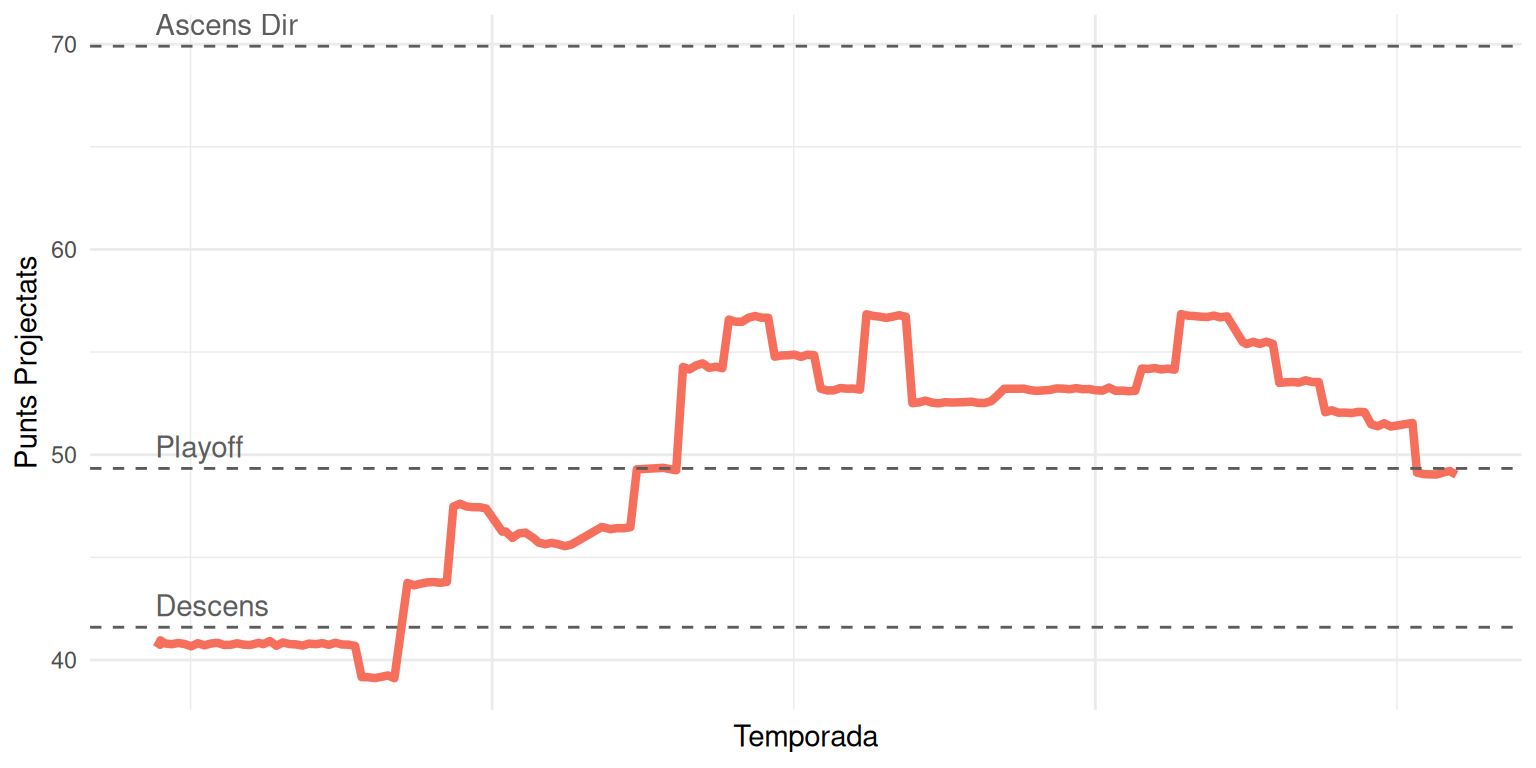 Ascens Dir
70
60
Punts Projectats
Playoff
50
Descens
40
Temporada